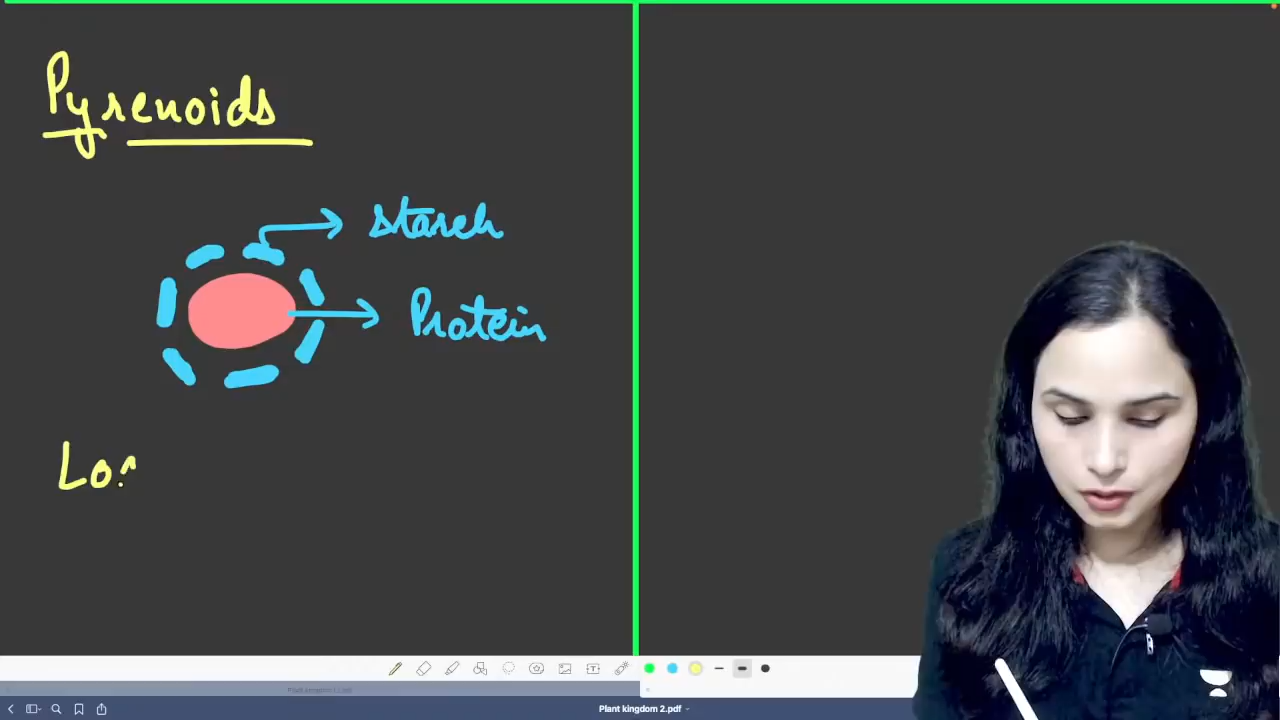 Pyrenoids
Starch
Protein
Lo
Plant kingdom 2.pdf